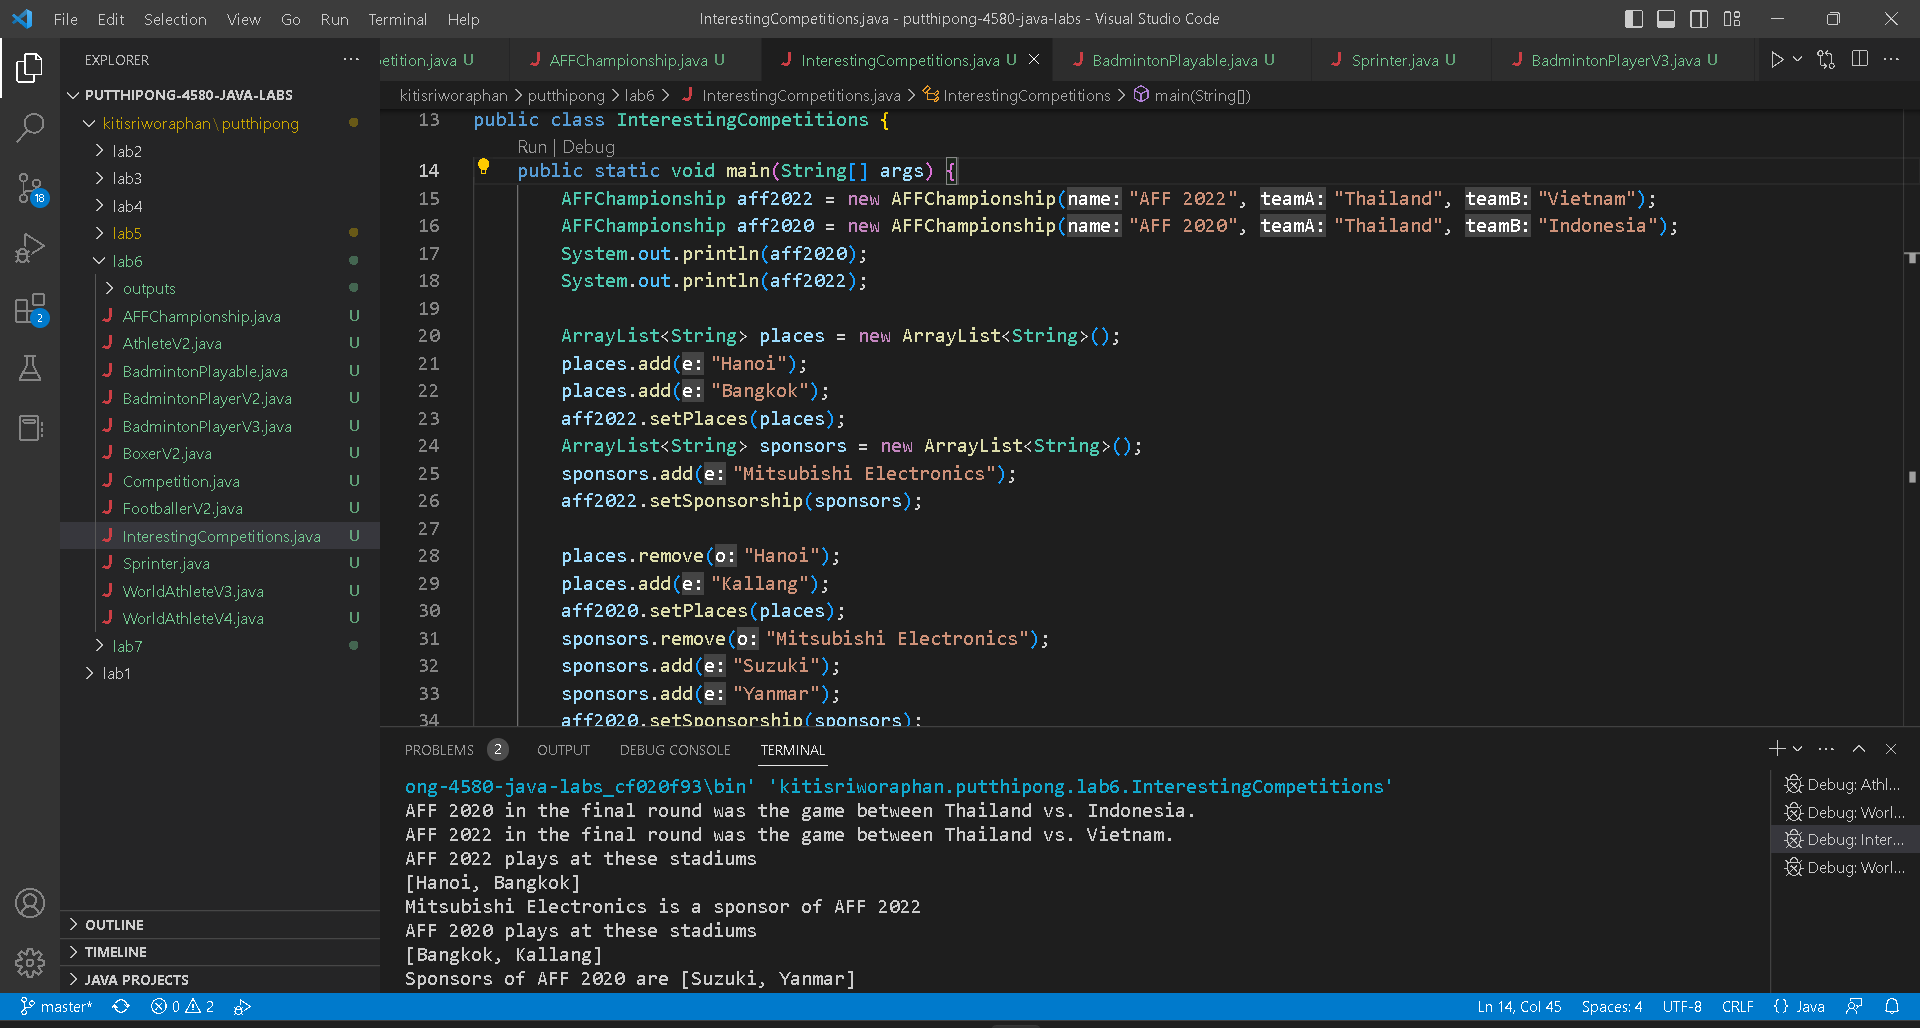 File Edit Selection View Go Run Terminal Help InterestingCompetitions.java - putthipong-4580-java-labs - Visual Studio Code
EXPLORER
etition.java U AFFChampionship.java U InterestingCompetitions.java U BadmintonPlayable.java U Sprinter.java U BadmintonPlayerV3.java U
kitisriworaphan > putthipong > lab6 > InterestingCompetitions.java > InterestingCompetitions > main(String[])
PUTTHIPONG-4580-JAVA-LABS
kitisriworaphan\putthipong
lab2
lab3
lab4
lab5
lab6
outputs
AFFChampionship.java U
AthleteV2.java U
BadmintonPlayable.java U
BadmintonPlayerV2.java U
BadmintonPlayerV3.java U
BoxerV2.java U
Competition.java U
FootballerV2.java U
InterestingCompetitions.java U
Sprinter.java U
WorldAthleteV3.java U
WorldAthleteV4.java U
lab7
lab1
OUTLINE
TIMELINE
JAVA PROJECTS
18
2
13 public class InterestingCompetitions {
Run | Debug
14 public static void main(String[] args) {
15 AFFChampionship aff2022 = new AFFChampionship(name: "AFF 2022", teamA: "Thailand", teamB: "Vietnam");
16 AFFChampionship aff2020 = new AFFChampionship(name: "AFF 2020", teamA: "Thailand", teamB: "Indonesia");
17 System.out.println(aff2020);
18 System.out.println(aff2022);
19
20 ArrayList<String> places = new ArrayList<String>();
21 places.add(e: "Hanoi");
22 places.add(e: "Bangkok");
23 aff2022.setPlaces(places);
24 ArrayList<String> sponsors = new ArrayList<String>();
25 sponsors.add(e: "Mitsubishi Electronics");
26 aff2022.setSponsorship(sponsors);
27
28 places.remove(o: "Hanoi");
29 places.add(e: "Kallang");
30 aff2020.setPlaces(places);
31 sponsors.remove(o: "Mitsubishi Electronics");
32 sponsors.add(e: "Suzuki");
33 sponsors.add(e: "Yanmar");
34 aff2020.setSponsorship(sponsors);
PROBLEMS 2 OUTPUT DEBUG CONSOLE TERMINAL
ong-4580-java-labs_cf020f93\bin' 'kitisriworaphan.putthipong.lab6.InterestingCompetitions'
AFF 2020 in the final round was the game between Thailand vs. Indonesia.
AFF 2022 in the final round was the game between Thailand vs. Vietnam.
AFF 2022 plays at these stadiums
[Hanoi, Bangkok]
Mitsubishi Electronics is a sponsor of AFF 2022
AFF 2020 plays at these stadiums
[Bangkok, Kallang]
Sponsors of AFF 2020 are [Suzuki, Yanmar]
Debug: Athl...
Debug: Worl...
Debug: Inter...
Debug: Worl...
master* 0 2 Ln 14, Col 45 Spaces: 4 UTF-8 CRLF {} Java